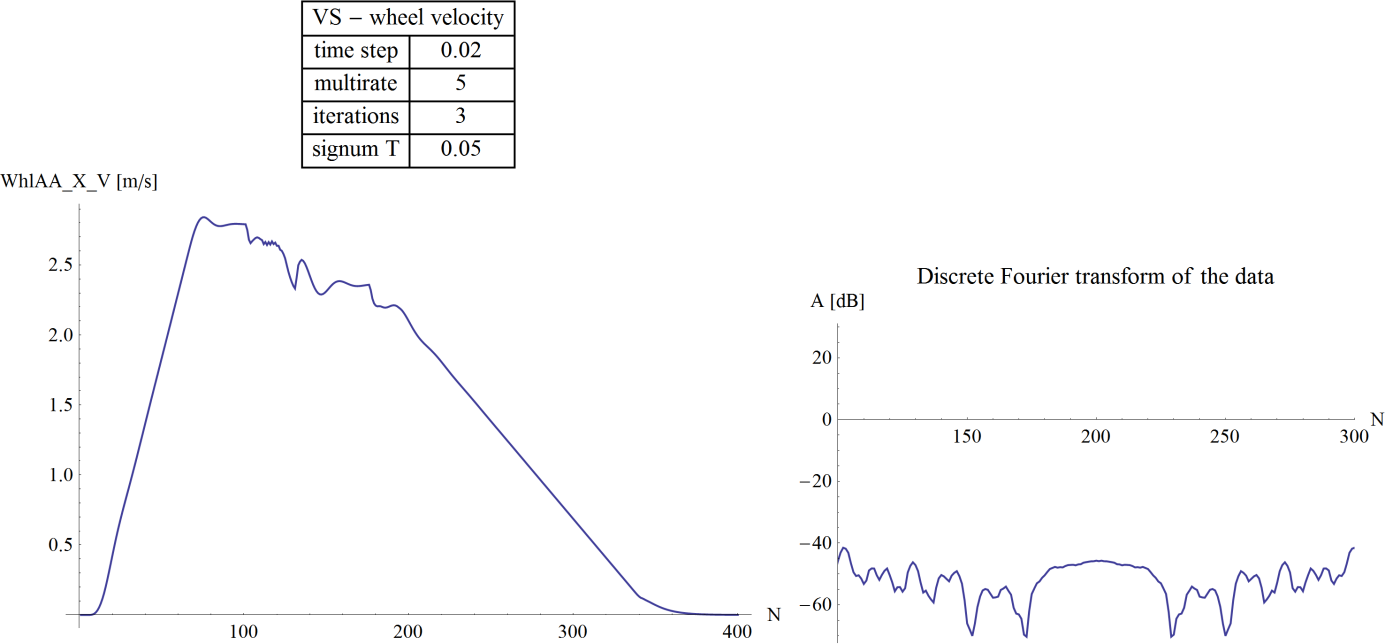 VS – wheel velocity
time step 0.02
multirate 5
iterations 3
signum T 0.05
WhlAA_X_V [m/s]
2.5
2.0
1.5
1.0
0.5
100 200 300 400 N
Discrete Fourier transform of the data
A [dB]
20
0
150 200 250 300 N
−20
−40
−60